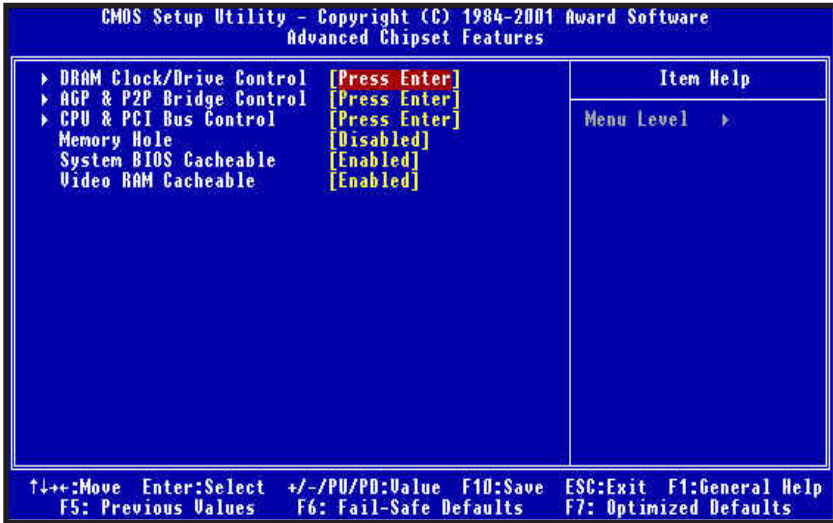 CMOS Setup Utility - Copyright (C) 1984-2001 Award Software
Advanced Chipset Features
▸ DRAM Clock/Drive Control [Press Enter]
▸ AGP & P2P Bridge Control [Press Enter]
▸ CPU & PCI Bus Control [Press Enter]
Memory Hole [Disabled]
System BIOS Cacheable [Enabled]
Video RAM Cacheable [Enabled]
Item Help
Menu Level ▸
↑↓→←:Move Enter:Select +/-/PU/PD:Value F10:Save ESC:Exit F1:General Help
F5: Previous Values F6: Fail-Safe Defaults F7: Optimized Defaults